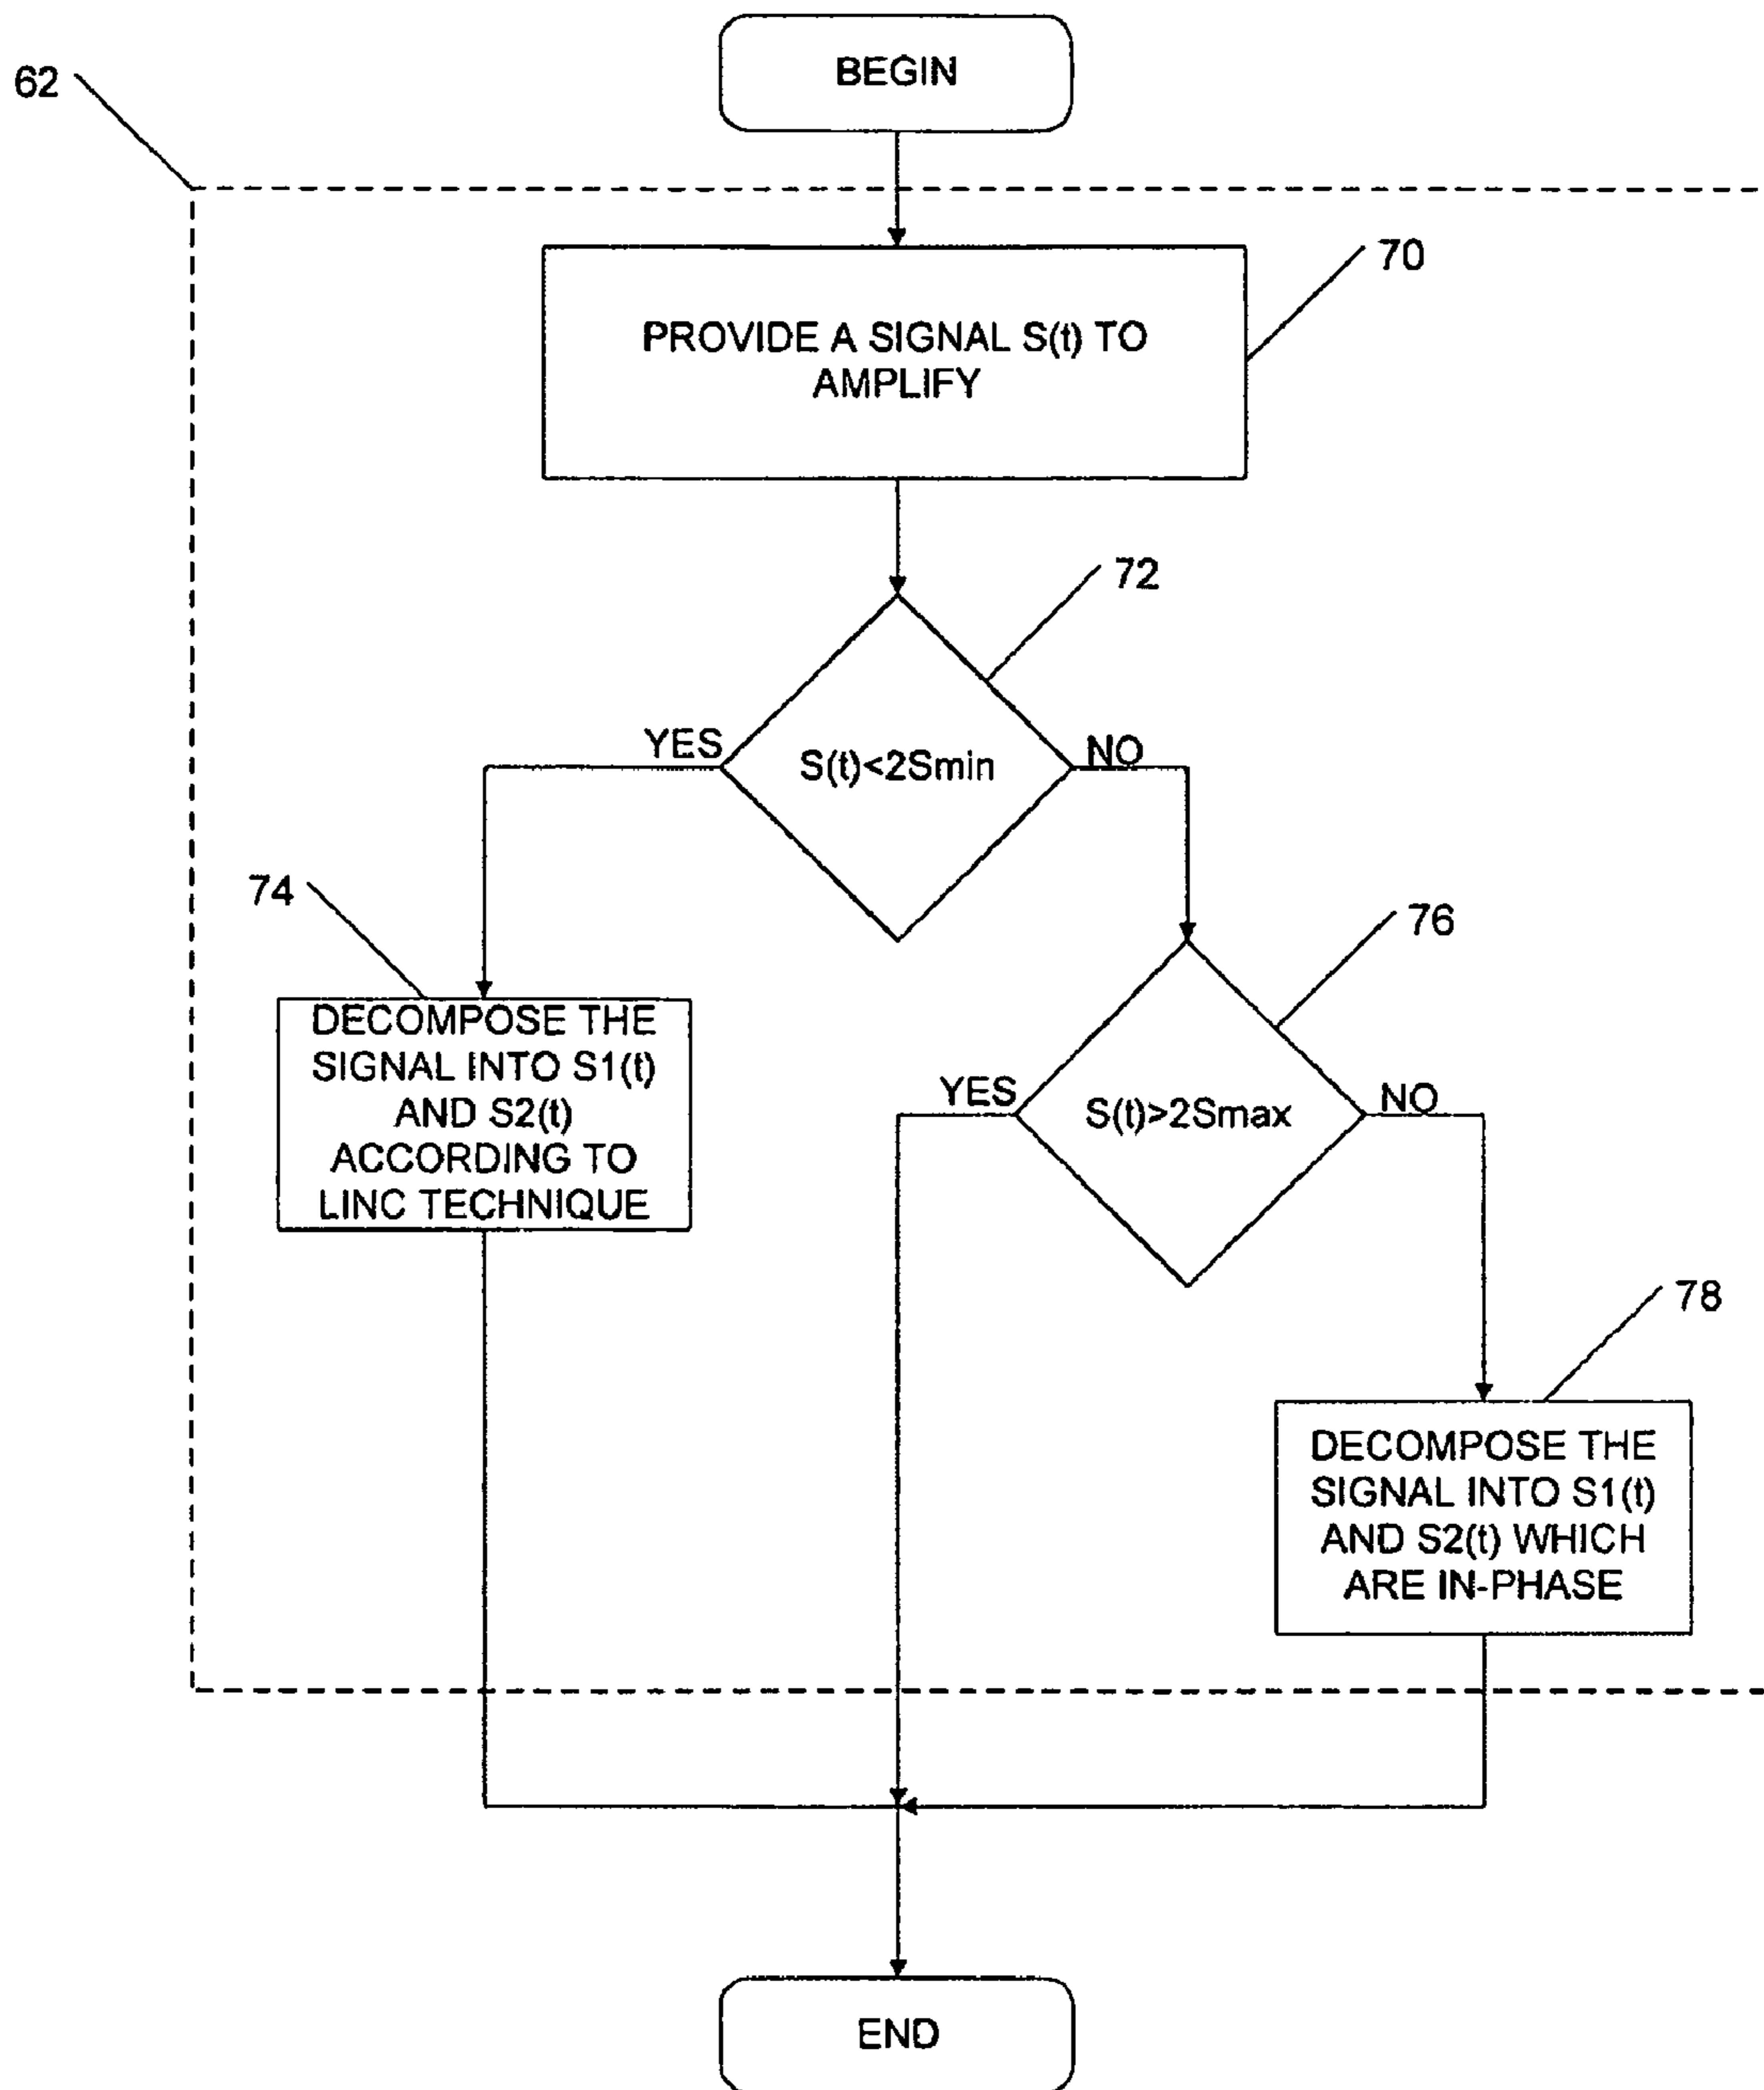 BEGIN
62
PROVIDE A SIGNAL S(t) TO
AMPLIFY
70
72
YES
S(t)<2Smin
NO
74
DECOMPOSE THE
SIGNAL INTO S1(t)
AND S2(t)
ACCORDING TO
LINC TECHNIQUE
76
YES
S(t)>2Smax
NO
78
DECOMPOSE THE
SIGNAL INTO S1(t)
AND S2(t) WHICH
ARE IN-PHASE
END